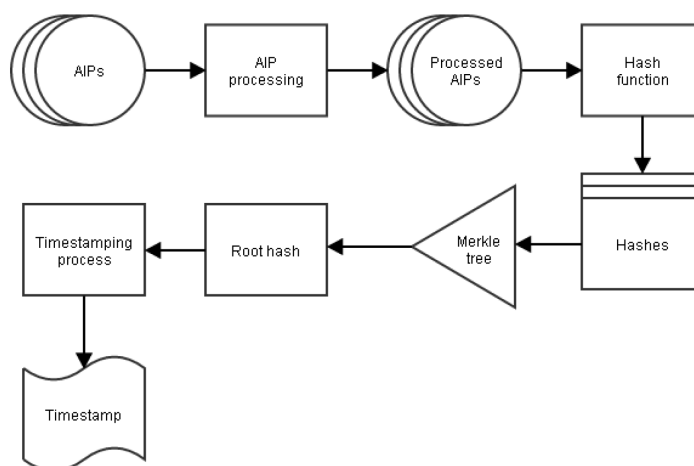 AIPs
AIP
processing
Processed
AIPs
Hash
function
Hashes
Merkle
tree
Root hash
Timestamping
process
Timestamp